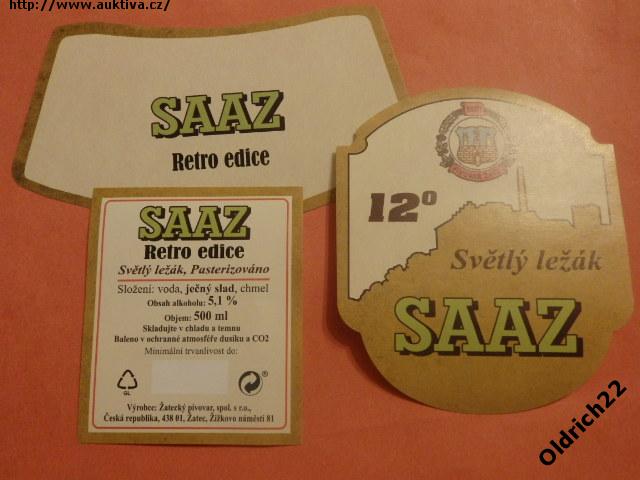 http://www.auktiva.cz/
SAAZ
Retro edice
SAAZ
Retro edice
Světlý ležák, Pasterizováno
Složení: voda, ječný slad, chmel
Obsah alkoholu: 5,1 %
Objem: 500 ml
Skladujte v chladu a temnu
Baleno v ochranné atmosféře dusíku a CO2
Minimální trvanlivost do:
GL
®
Výrobce: Žatecký pivovar, spol. s r.o.,
Česká republika, 438 01, Žatec, Žižkovo náměstí 81
12°
Světlý ležák
SAAZ
Oldrich22